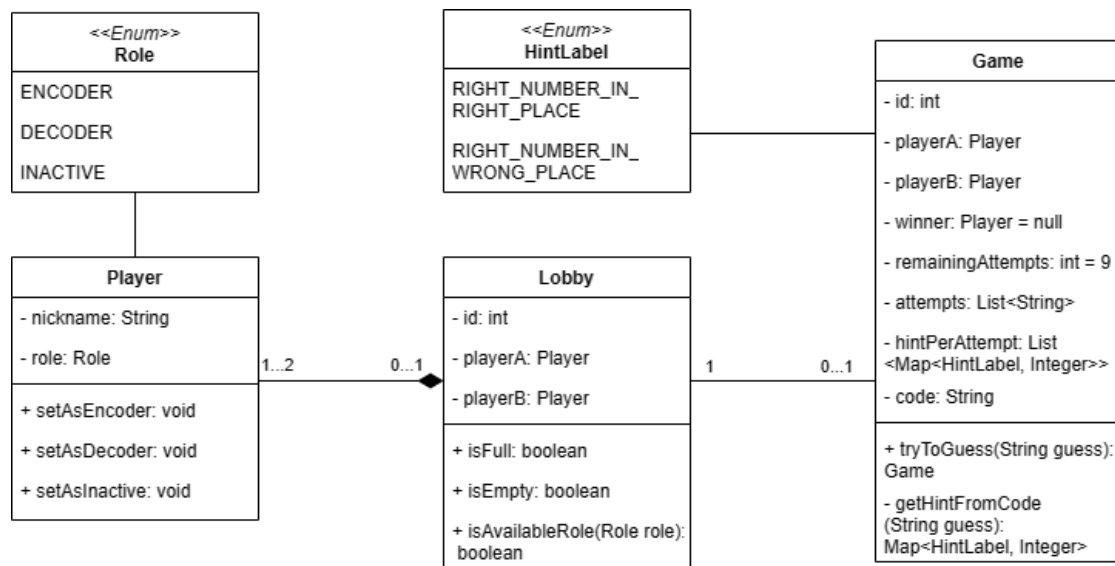 <<Enum>>
Role
ENCODER
DECODER
INACTIVE
<<Enum>>
HintLabel
RIGHT_NUMBER_IN_
RIGHT_PLACE
RIGHT_NUMBER_IN_
WRONG_PLACE
Game
- id: int
- playerA: Player
- playerB: Player
- winner: Player = null
- remainingAttempts: int = 9
- attempts: List<String>
- hintPerAttempt: List
<Map<HintLabel, Integer>>
- code: String
+ tryToGuess(String guess):
Game
- getHintFromCode
(String guess):
Map<HintLabel, Integer>
Player
- nickname: String
- role: Role
+ setAsEncoder: void
+ setAsDecoder: void
+ setAsInactive: void
1...2
0...1
Lobby
- id: int
- playerA: Player
- playerB: Player
+ isFull: boolean
+ isEmpty: boolean
+ isAvailableRole(Role role):
boolean
1
0...1